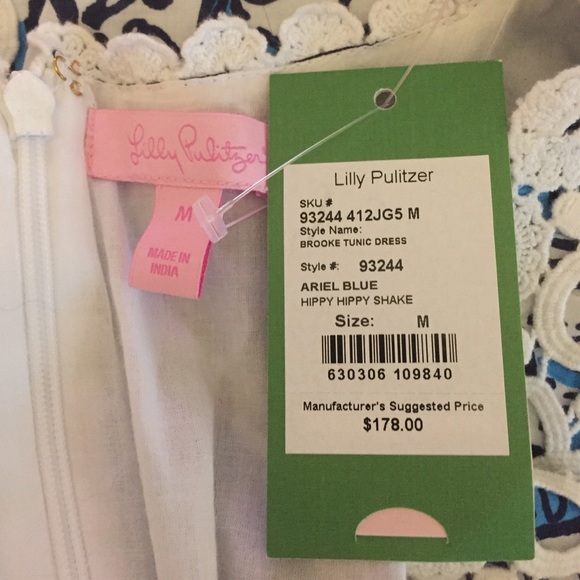 Lilly Pulitzer
M
MADE IN
INDIA
Lilly Pulitzer
SKU #
93244 412JG5 M
Style Name:
BROOKE TUNIC DRESS
Style #: 93244
ARIEL BLUE
HIPPY HIPPY SHAKE
Size: M
630306 109840
Manufacturer's Suggested Price
$178.00